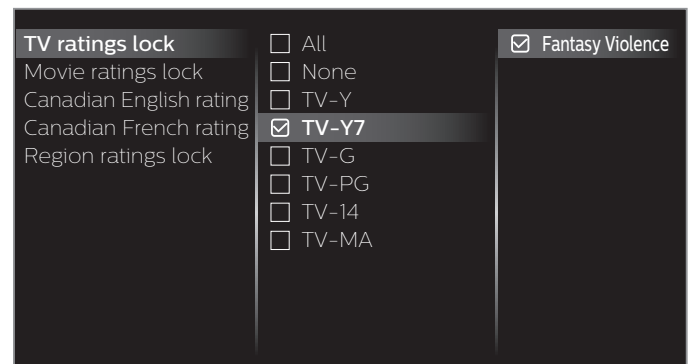 TV ratings lock
Movie ratings lock
Canadian English rating
Canadian French rating
Region ratings lock
All
None
TV-Y
TV-Y7
TV-G
TV-PG
TV-14
TV-MA
Fantasy Violence